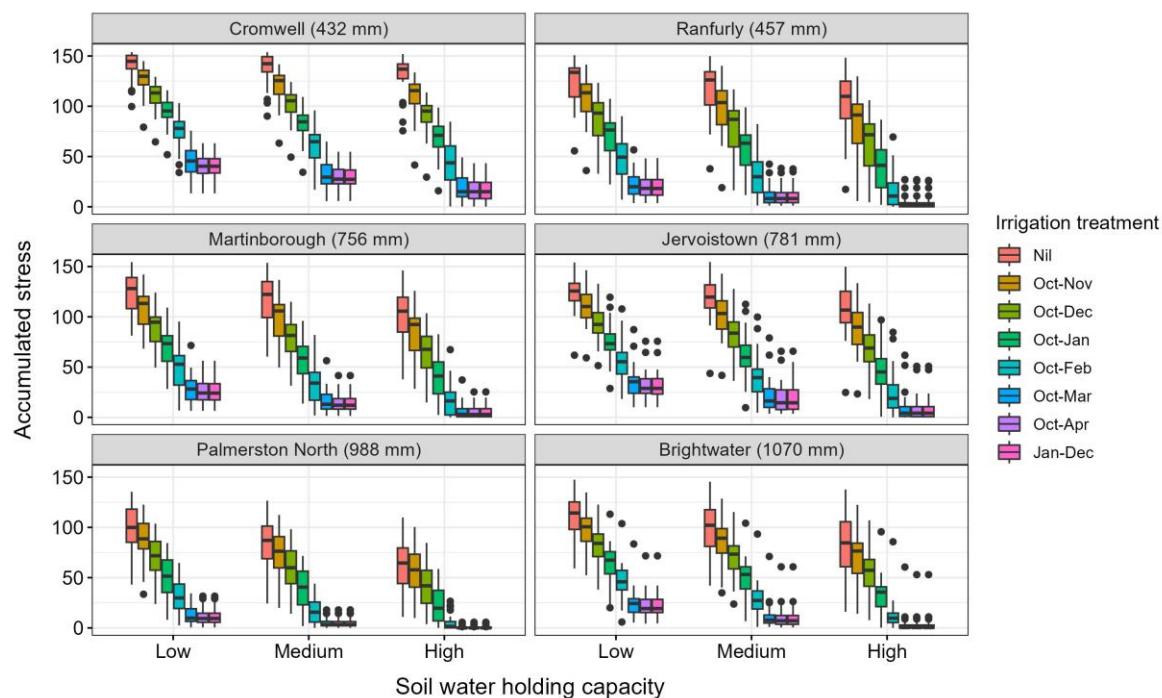 Cromwell (432 mm)
Ranfurly (457 mm)
150
100
50
0
Martinborough (756 mm)
Jervoistown (781 mm)
150
100
50
0
Palmerston North (988 mm)
Brightwater (1070 mm)
150
100
50
0
Low Medium High
Low Medium High
Soil water holding capacity
Accumulated stress
Irrigation treatment
Nil
Oct-Nov
Oct-Dec
Oct-Jan
Oct-Feb
Oct-Mar
Oct-Apr
Jan-Dec